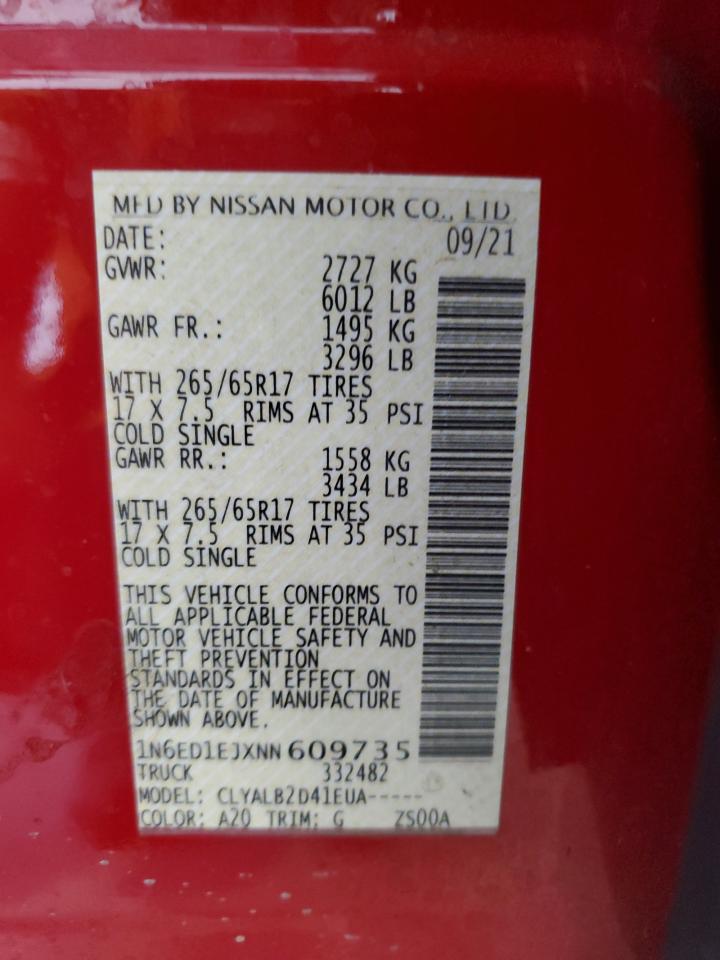 MFD BY NISSAN MOTOR CO., LTD.
DATE: 09/21
GVWR: 2727 KG
6012 LB
GAWR FR.: 1495 KG
3296 LB
WITH 265/65R17 TIRES
17 X 7.5 RIMS AT 35 PSI
COLD SINGLE
GAWR RR.: 1558 KG
3434 LB
WITH 265/65R17 TIRES
17 X 7.5 RIMS AT 35 PSI
COLD SINGLE
THIS VEHICLE CONFORMS TO
ALL APPLICABLE FEDERAL
MOTOR VEHICLE SAFETY AND
THEFT PREVENTION
STANDARDS IN EFFECT ON
THE DATE OF MANUFACTURE
SHOWN ABOVE.
1N6ED1EJXNN609735
TRUCK 332482
MODEL: CLYALB2D41EUA-----
COLOR: A20 TRIM: G ZS00A